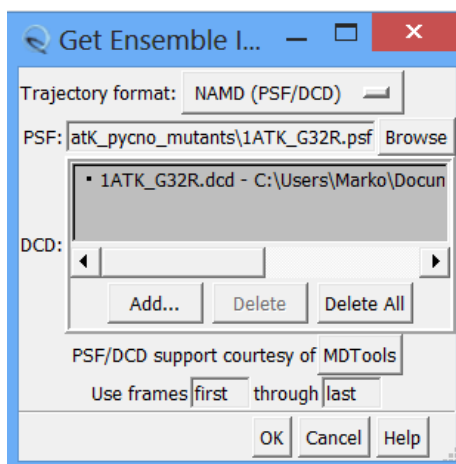 Get Ensemble I...
Trajectory format: NAMD (PSF/DCD)
PSF: atK_pycno_mutants\1ATK_G32R.psf Browse
1ATK_G32R.dcd - C:\Users\Marko\Docun
DCD:
Add... Delete Delete All
PSF/DCD support courtesy of MDTools
Use frames first through last
OK Cancel Help